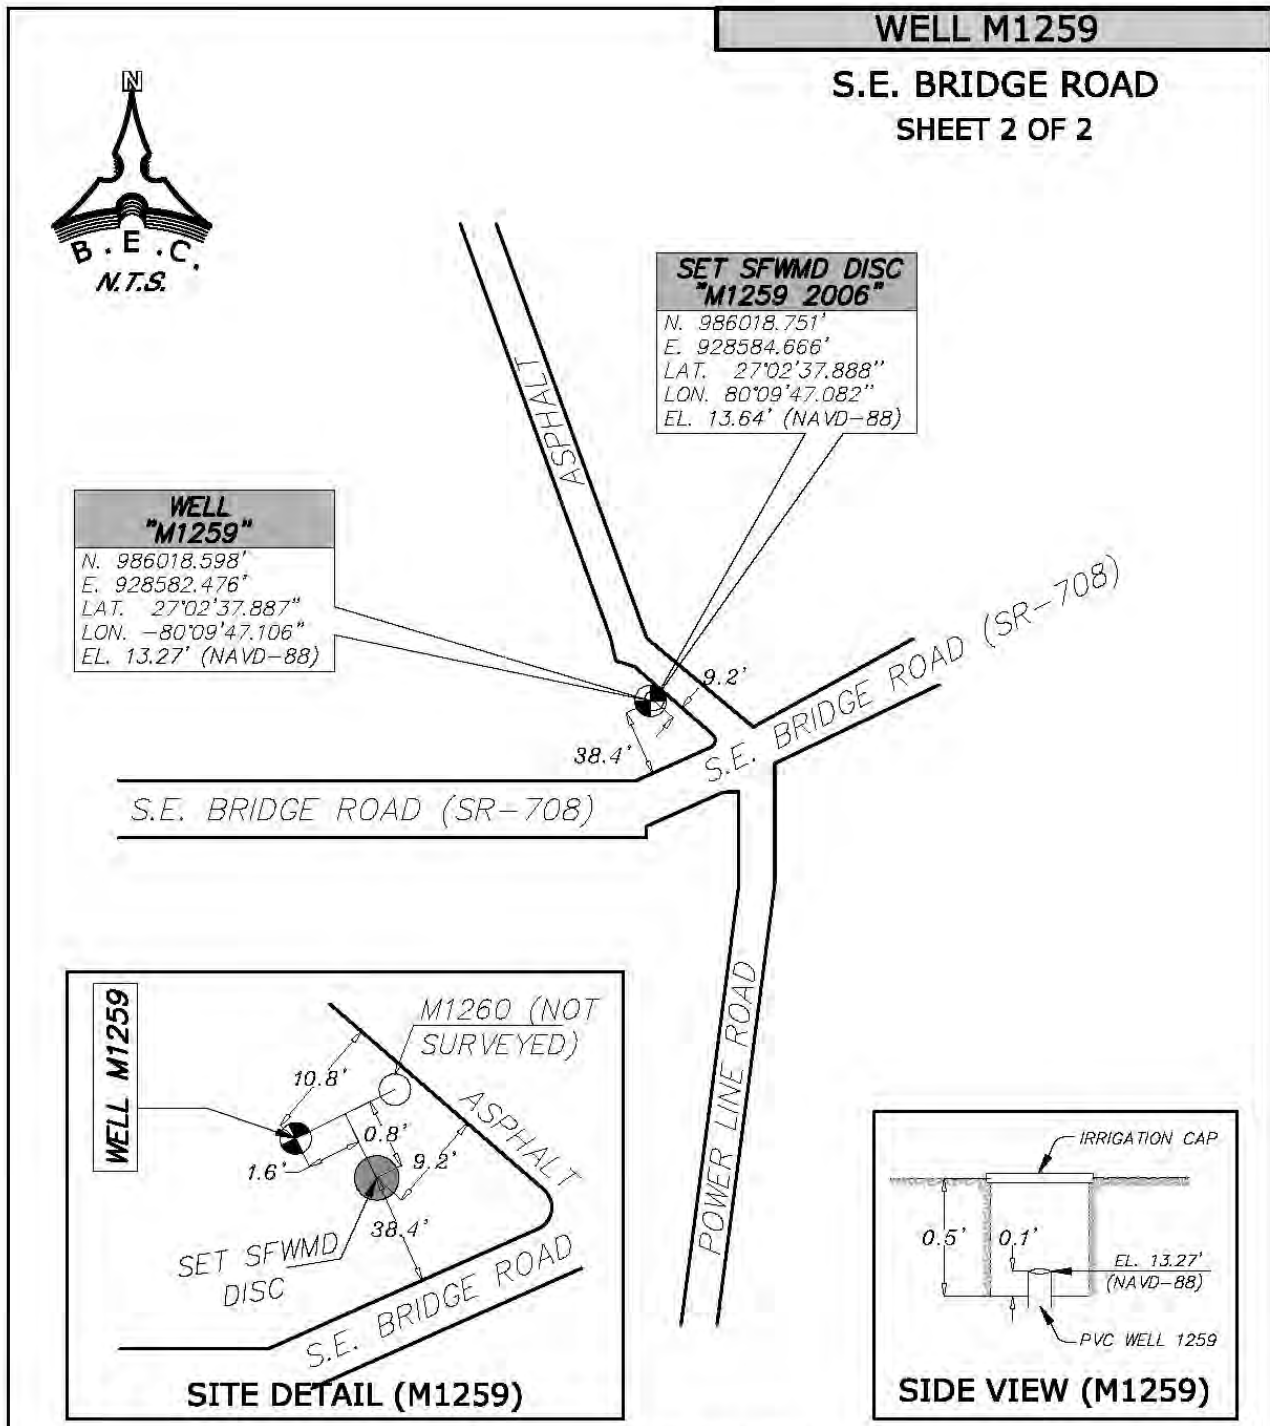 WELL M1259
S.E. BRIDGE ROAD
SHEET 2 OF 2
N
B.E.C.
N.T.S.
SET SFWMD DISC
"M1259 2006"
N. 986018.751'
E. 928584.666'
LAT. 27°02'37.888"
LON. 80°09'47.082"
EL. 13.64' (NAVD-88)
ASPHALT
WELL
"M1259"
N. 986018.598'
E. 928582.476'
LAT. 27°02'37.887"
LON. -80°09'47.106"
EL. 13.27' (NAVD-88)
9.2'
38.4'
S.E. BRIDGE ROAD (SR-708)
S.E. BRIDGE ROAD (SR-708)
POWER LINE ROAD
WELL M1259
M1260 (NOT
SURVEYED)
10.8'
ASPHALT
0.8'
1.6'
9.2'
38.4'
SET SFWMD
DISC
S.E. BRIDGE ROAD
SITE DETAIL (M1259)
IRRIGATION CAP
0.5'
0.1'
EL. 13.27'
(NAVD-88)
PVC WELL 1259
SIDE VIEW (M1259)